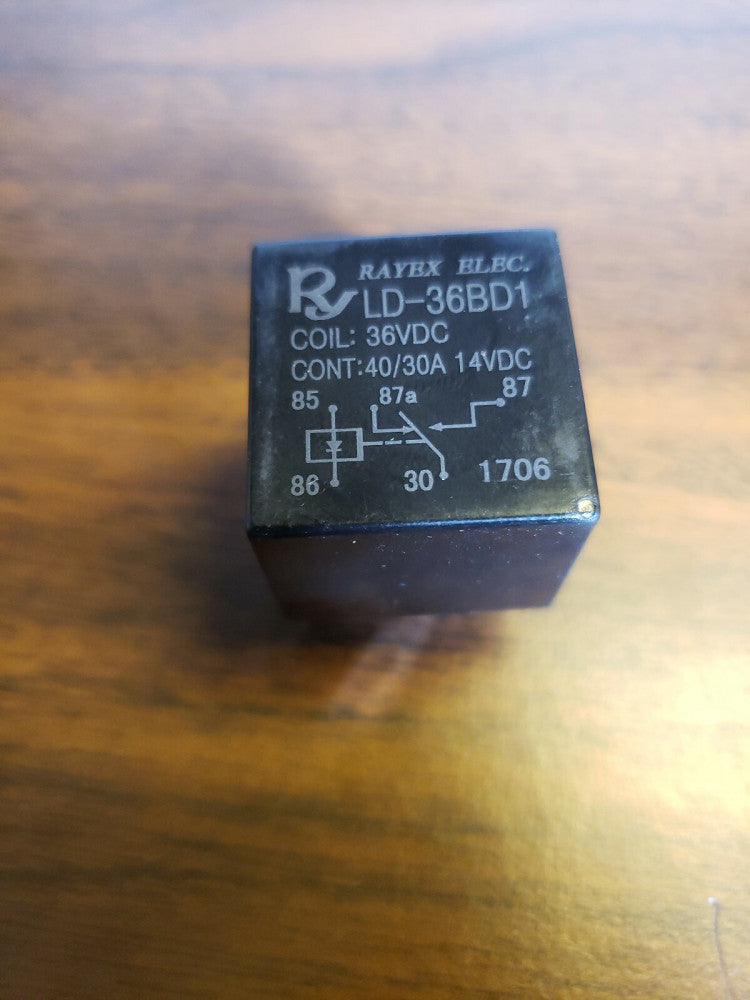 Ry RAYEX ELEC.
LD-36BD1
COIL: 36VDC
CONT:40/30A 14VDC
85 87a 87
86 30 1706